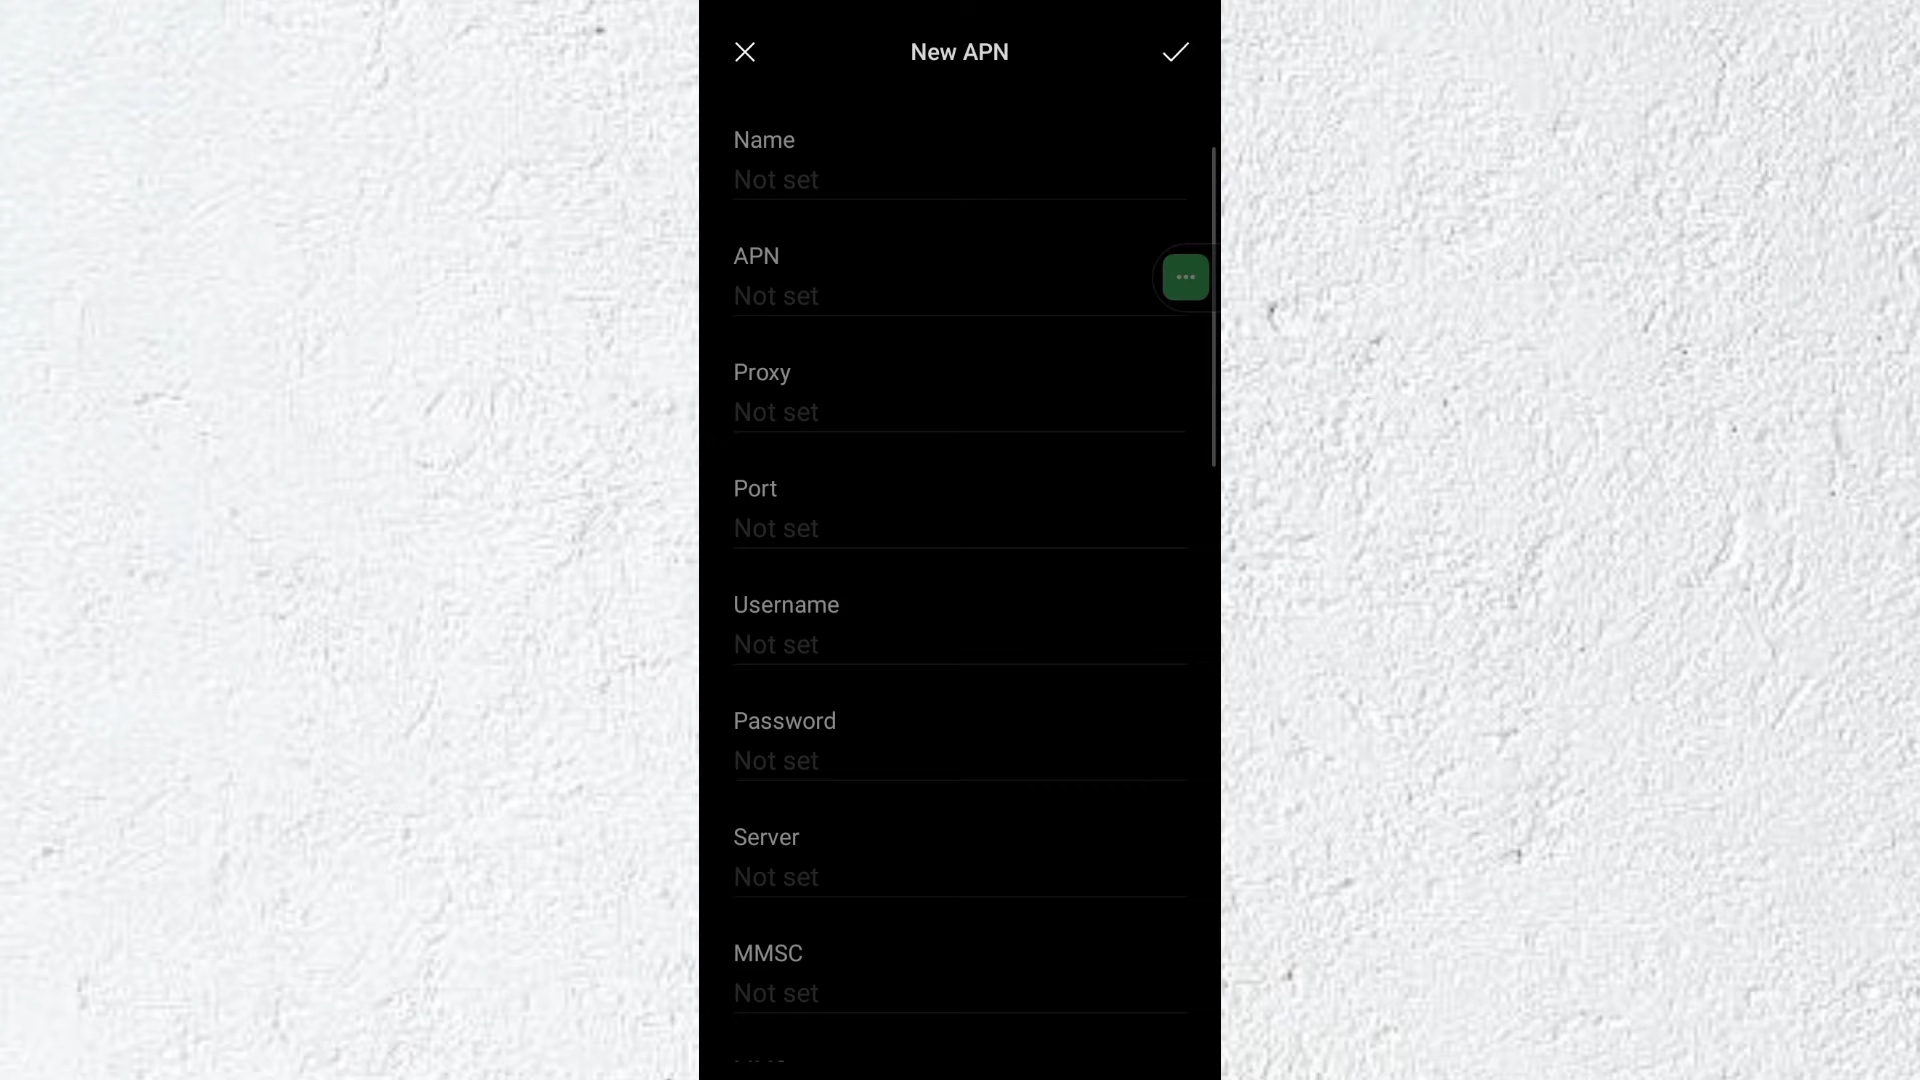 New APN
Name
Not set
APN
Not set
Proxy
Not set
Port
Not set
Username
Not set
Password
Not set
Server
Not set
MMSC
Not set